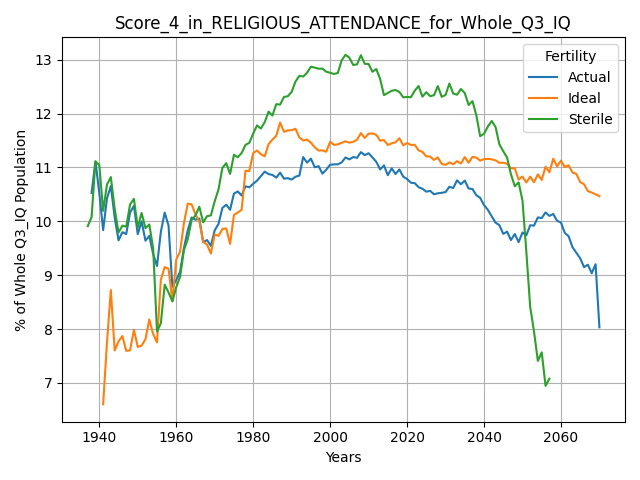 Score_4_in_RELIGIOUS_ATTENDANCE_for_Whole_Q3_IQ
% of Whole Q3_IQ Population
13
12
11
10
9
8
7
Fertility
Actual
Ideal
Sterile
1940 1960 1980 2000 2020 2040 2060
Years